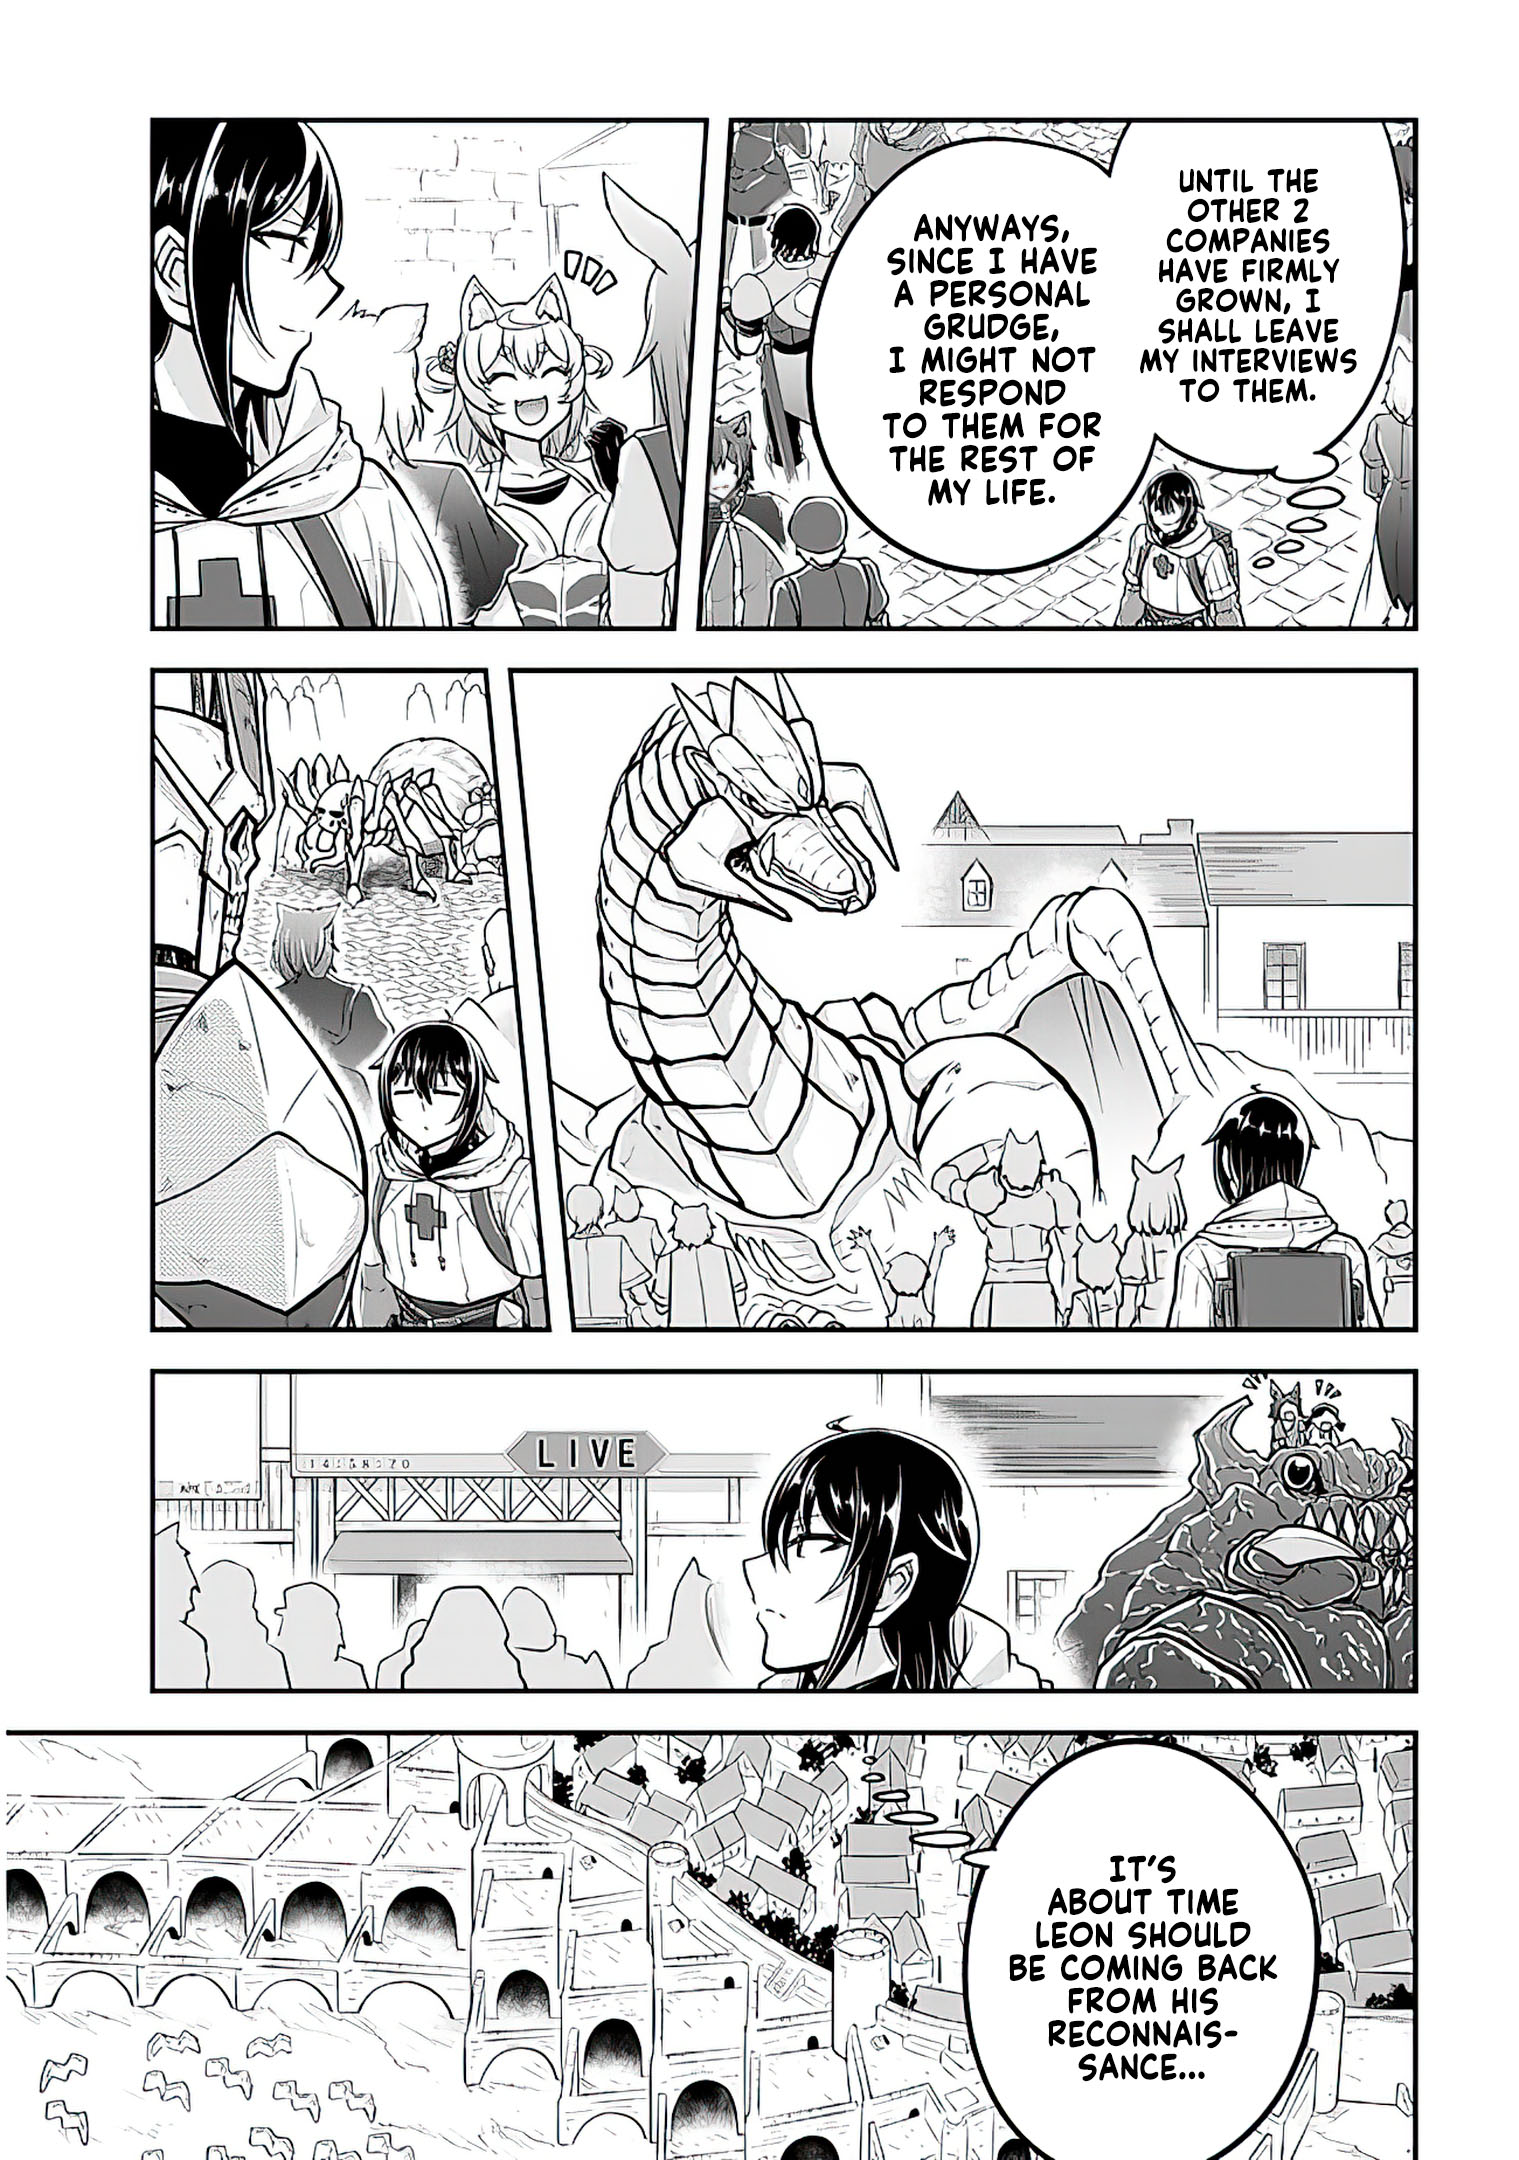 UNTIL THE
OTHER 2
COMPANIES
HAVE FIRMLY
GROWN, I
SHALL LEAVE
MY INTERVIEWS
TO THEM.
ANYWAYS,
SINCE I HAVE
A PERSONAL
GRUDGE,
I MIGHT NOT
RESPOND
TO THEM FOR
THE REST OF
MY LIFE.
LIVE
IT'S
ABOUT TIME
LEON SHOULD
BE COMING BACK
FROM HIS
RECONNAIS-
SANCE...